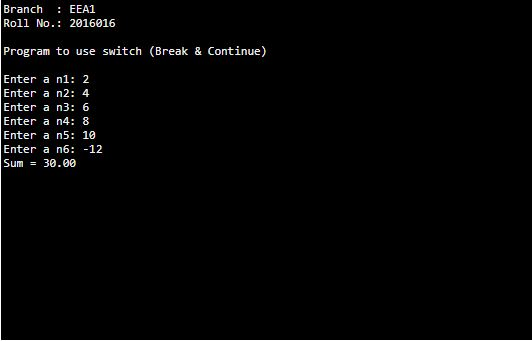 Branch  : EEA1
Roll No.: 2016016
Program to use switch (Break & Continue)
Enter a n1: 2
Enter a n2: 4
Enter a n3: 6
Enter a n4: 8
Enter a n5: 10
Enter a n6: -12
Sum = 30.00